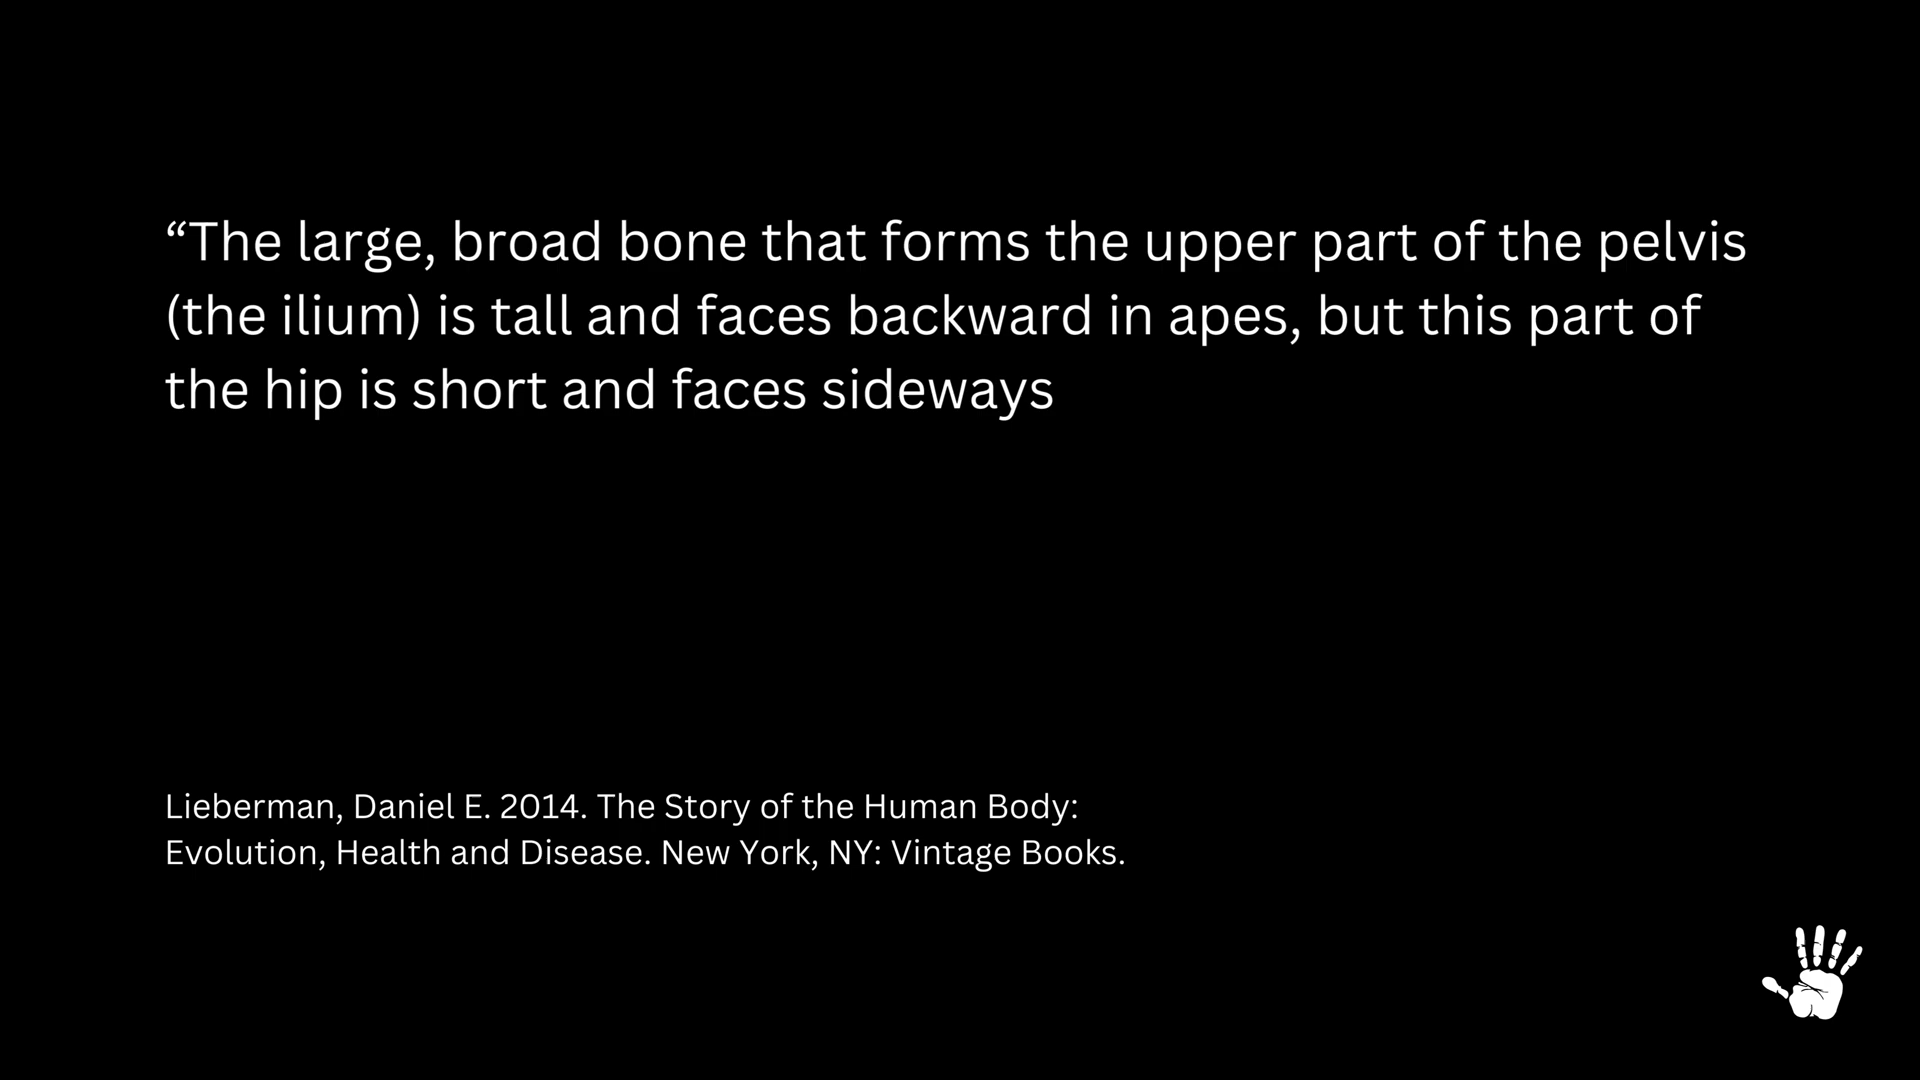 “The large, broad bone that forms the upper part of the pelvis
(the ilium) is tall and faces backward in apes, but this part of
the hip is short and faces sideways
Lieberman, Daniel E. 2014. The Story of the Human Body:
Evolution, Health and Disease. New York, NY: Vintage Books.